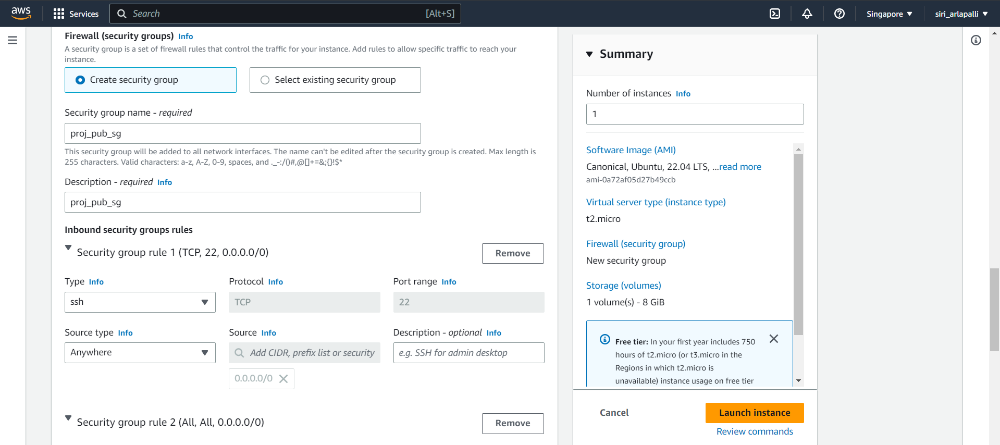 aws
Services
Search
[Alt+S]
Singapore
siri_arlapalli
Firewall (security groups) Info
A security group is a set of firewall rules that control the traffic for your instance. Add rules to allow specific traffic to reach your
instance.
Create security group
Select existing security group
Security group name - required
proj_pub_sg
This security group will be added to all network interfaces. The name can't be edited after the security group is created. Max length is
255 characters. Valid characters: a-z, A-Z, 0-9, spaces, and ._-:/()#,@[]+=&;{}!$*
Description - required Info
proj_pub_sg
Inbound security groups rules
Security group rule 1 (TCP, 22, 0.0.0.0/0)
Remove
Type Info
Protocol Info
Port range Info
ssh
TCP
22
Source type Info
Source Info
Description - optional Info
Anywhere
Add CIDR, prefix list or security
e.g. SSH for admin desktop
0.0.0.0/0
Security group rule 2 (All, All, 0.0.0.0/0)
Remove
Summary
Number of instances Info
1
Software Image (AMI)
Canonical, Ubuntu, 22.04 LTS, ...read more
ami-0a72af05d27b49ccb
Virtual server type (instance type)
t2.micro
Firewall (security group)
New security group
Storage (volumes)
1 volume(s) - 8 GiB
Free tier: In your first year includes 750
hours of t2.micro (or t3.micro in the
Regions in which t2.micro is
unavailable) instance usage on free tier
Cancel
Launch instance
Review commands